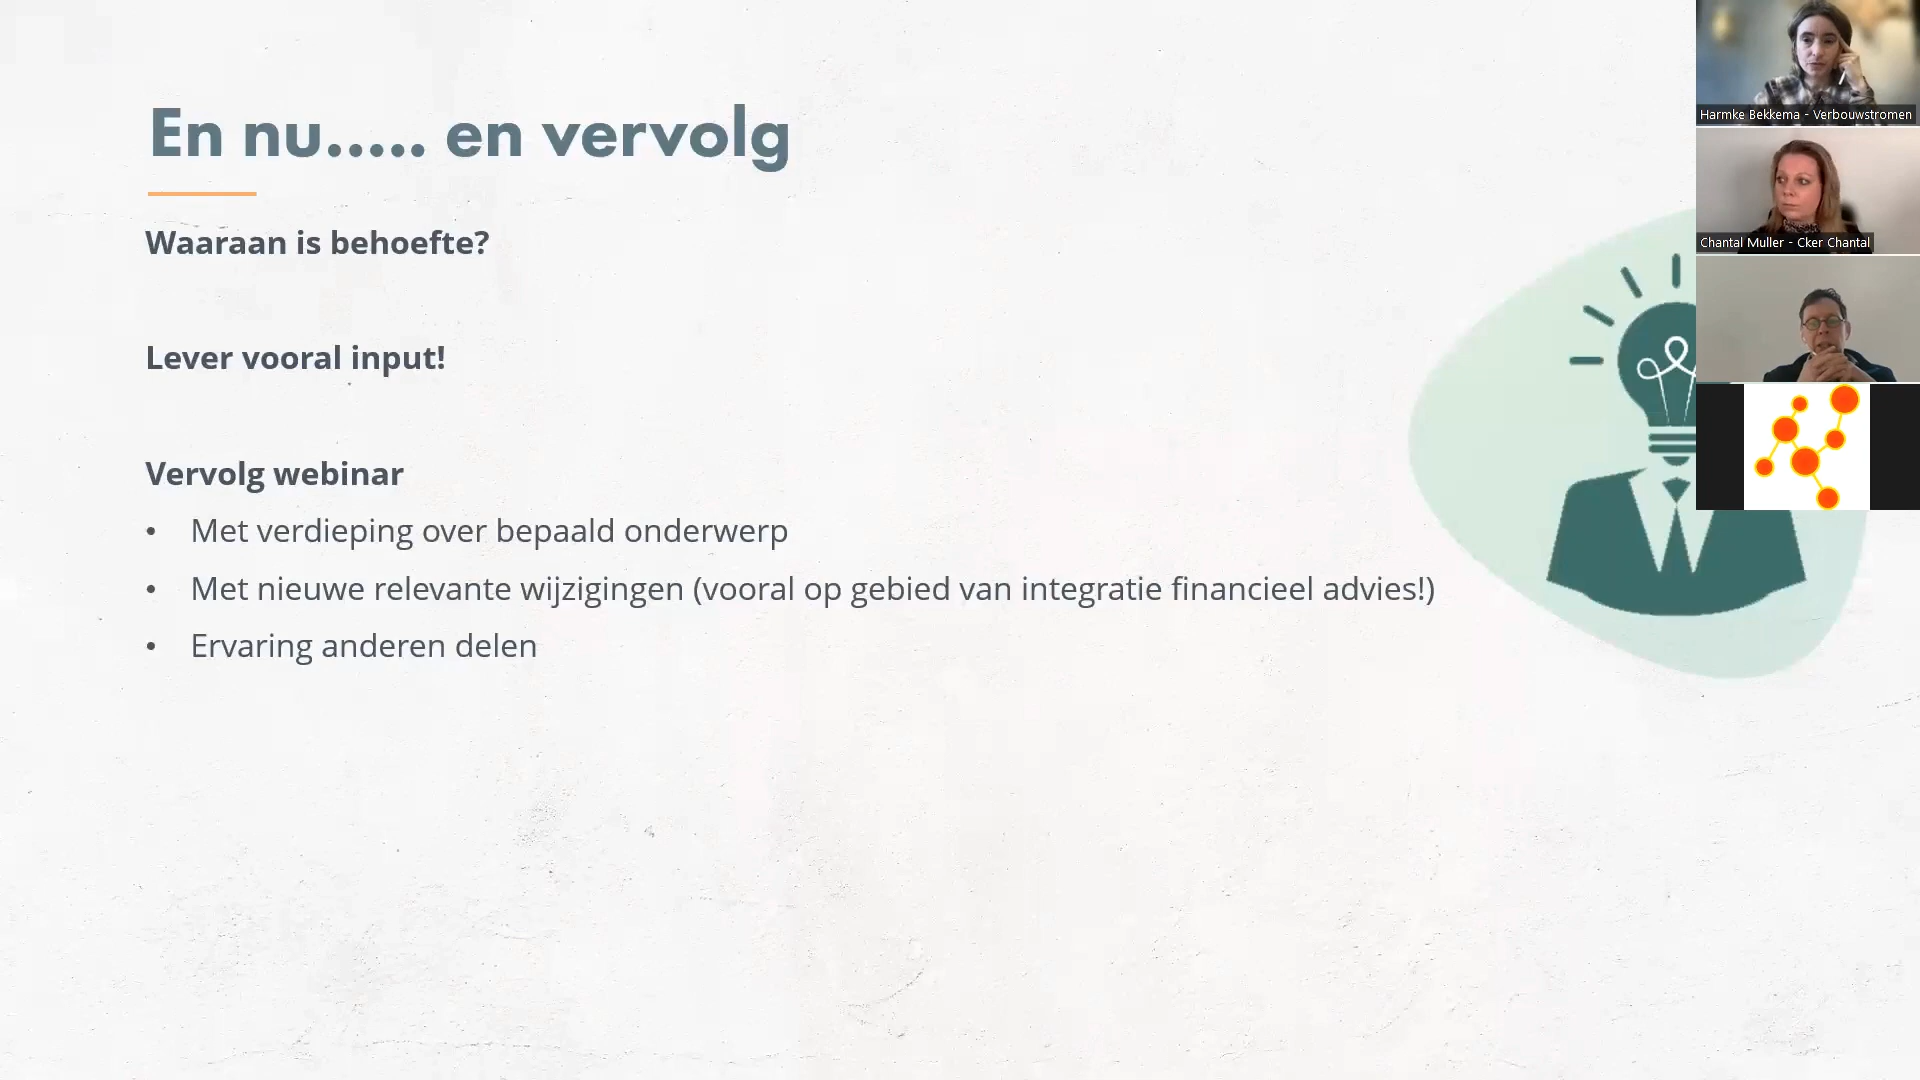 En nu..... en vervolg
Waaraan is behoefte?
Lever vooral input!
Vervolg webinar
• Met verdieping over bepaald onderwerp
• Met nieuwe relevante wijzigingen (vooral op gebied van integratie financieel advies!)
• Ervaring anderen delen
Harmke Bekkema - Verbouwstromen
Chantal Muller - Cker Chantal